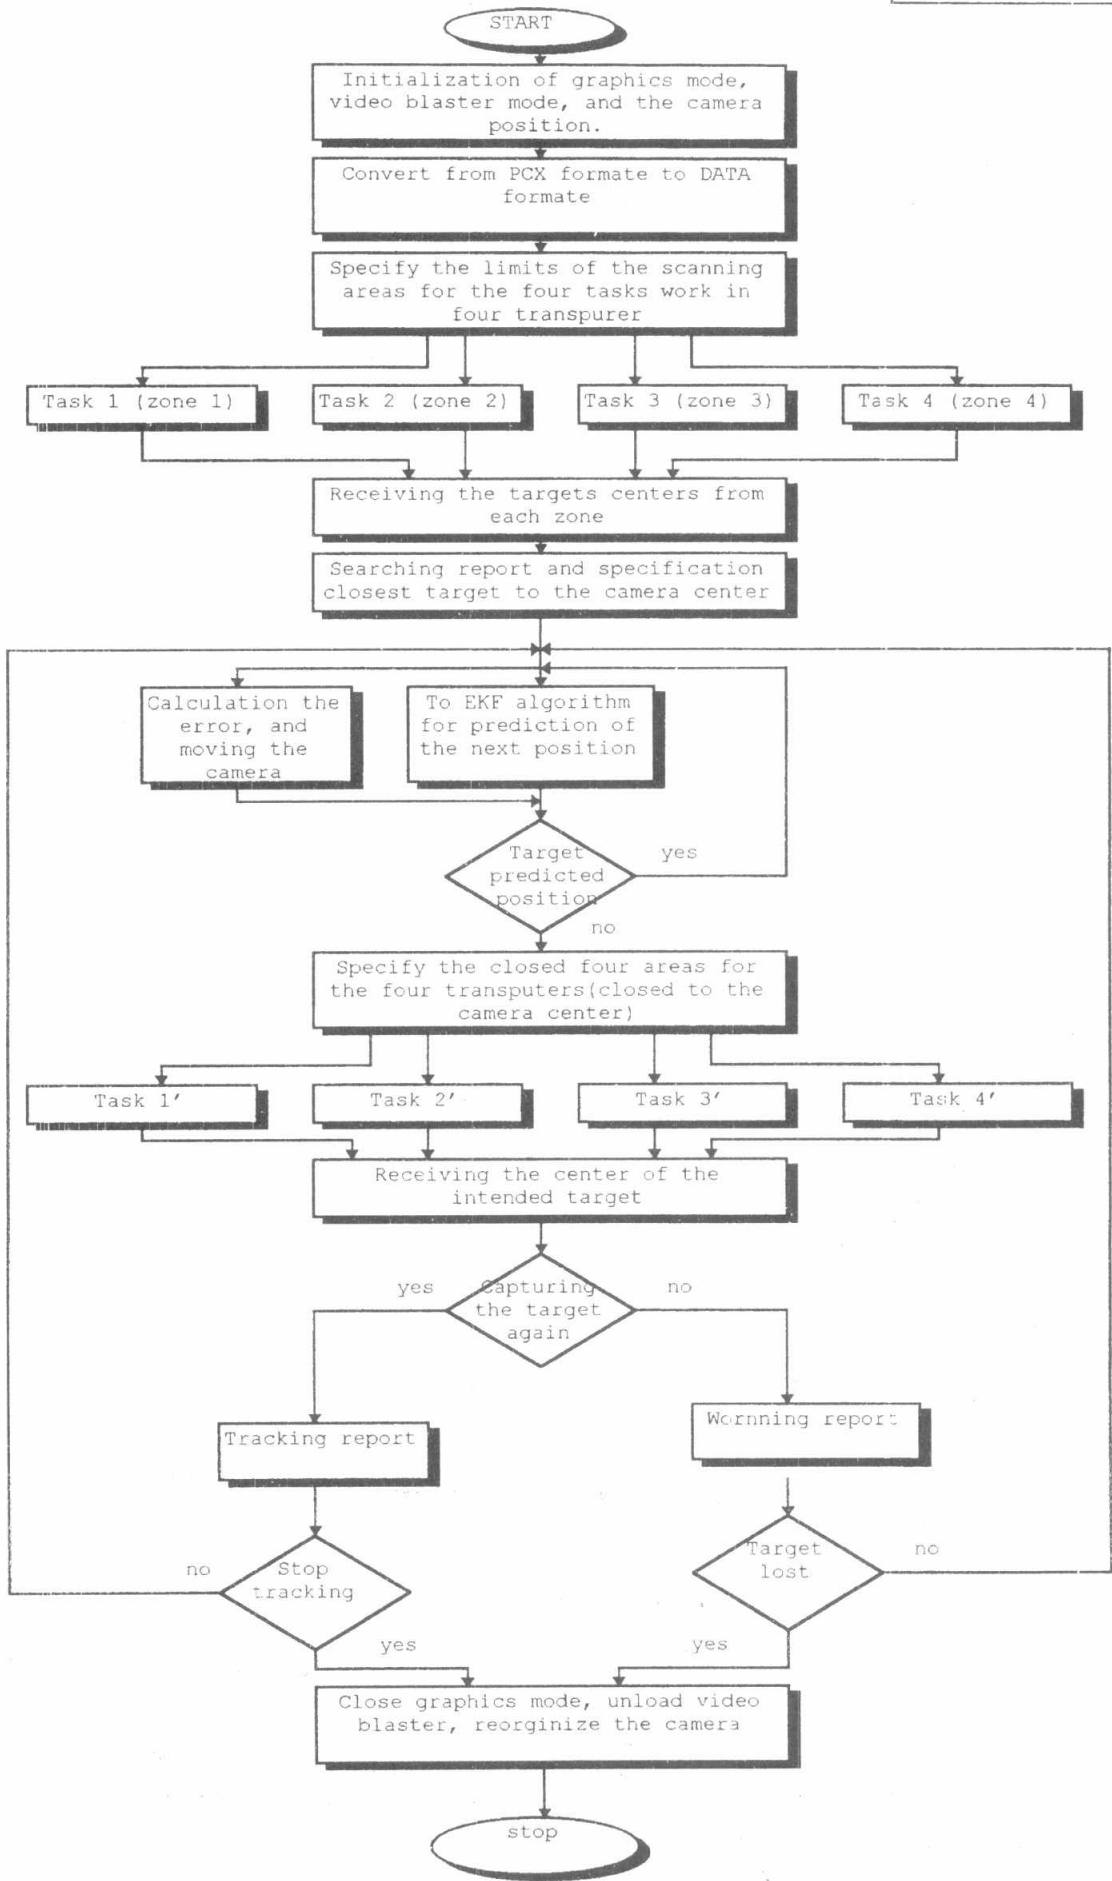 START
Initialization of graphics mode,
video blaster mode, and the camera
position.
Convert from PCX formate to DATA
formate
Specify the limits of the scanning
areas for the four tasks work in
four transpurer
Task 1 (zone 1)
Task 2 (zone 2)
Task 3 (zone 3)
Task 4 (zone 4)
Receiving the targets centers from
each zone
Searching report and specification
closest target to the camera center
Calculation the
error, and
moving the
camera
To EKF algorithm
for prediction of
the next position
Target
predicted
position
yes
no
Specify the closed four areas for
the four transputers(closed to the
camera center)
Task 1'
Task 2'
Task 3'
Task 4'
Receiving the center of the
intended target
yes
Capturing
the target
again
no
Tracking report
Wornning report
no
Stop
tracking
yes
Target
lost
no
yes
Close graphics mode, unload video
blaster, reorginize the camera
stop